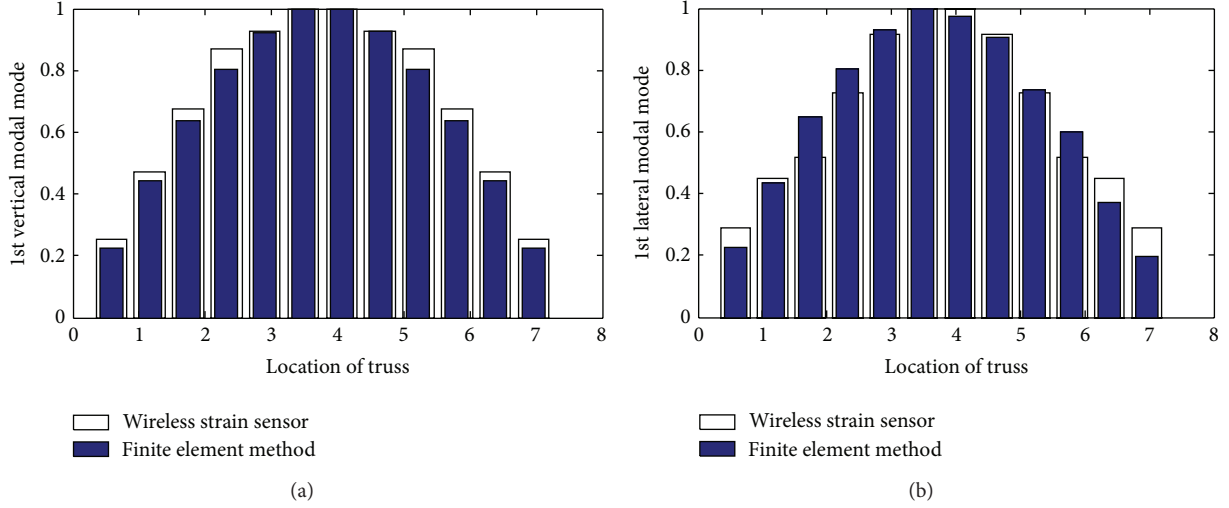 1
0.8
0.6
0.4
0.2
0
1st vertical modal mode
0 1 2 3 4 5 6 7 8
Location of truss
Wireless strain sensor
Finite element method
(a)
1
0.8
0.6
0.4
0.2
0
1st lateral modal mode
0 1 2 3 4 5 6 7 8
Location of truss
Wireless strain sensor
Finite element method
(b)